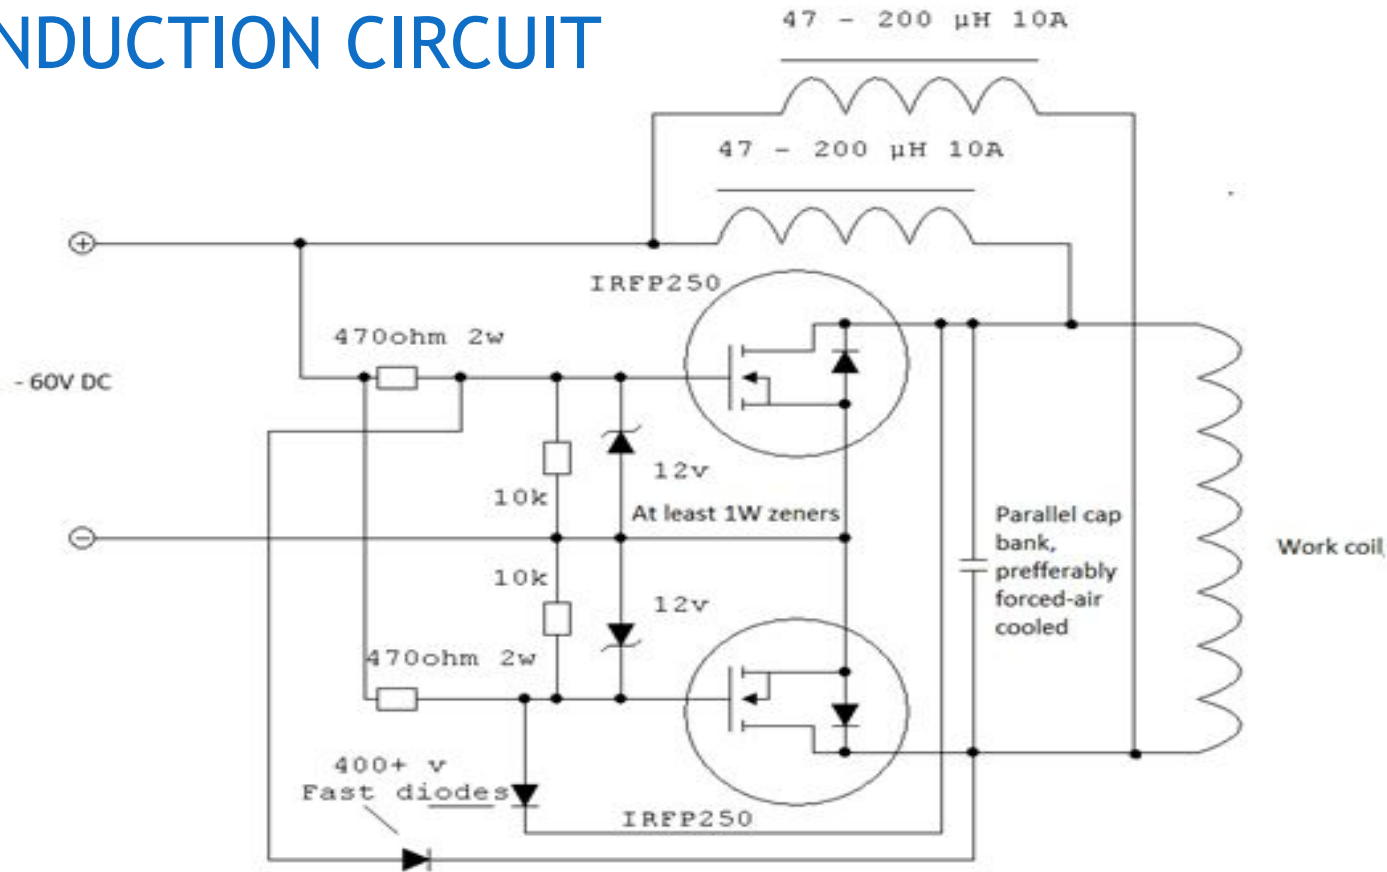 NDUCTION CIRCUIT
47 - 200 µH 10A
47 - 200 µH 10A
IRFP250
470ohm 2w
- 60V DC
12v
10k
At least 1W zeners
Parallel cap
bank,
prefferably
forced-air
cooled
Work coil
10k
12v
470ohm 2w
400+ v
Fast diodes
IRFP250